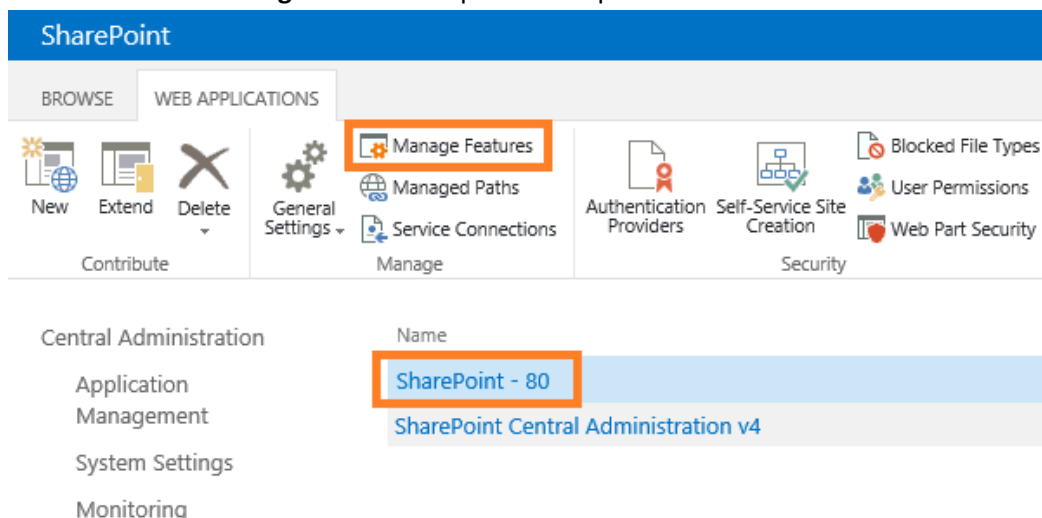 SharePoint
BROWSE WEB APPLICATIONS
New
Extend
Delete
General
Settings
Manage Features
Managed Paths
Service Connections
Authentication
Providers
Self-Service Site
Creation
Blocked File Types
User Permissions
Web Part Security
Contribute
Manage
Security
Central Administration
Application
Management
System Settings
Monitoring
Name
SharePoint - 80
SharePoint Central Administration v4